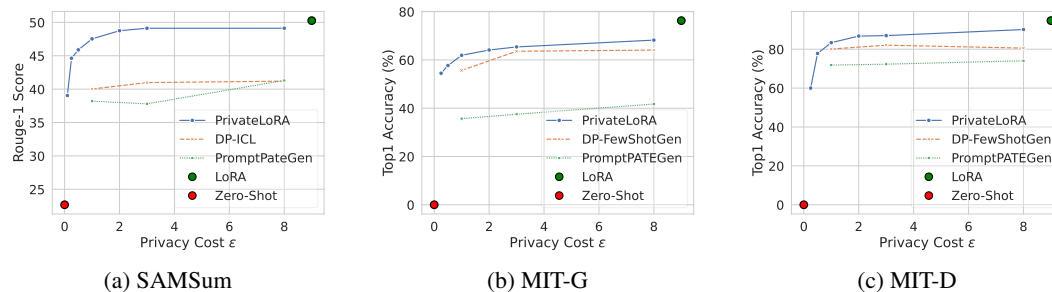 50
45
40
35
30
25
Rouge-1 Score
PrivateLoRA
DP-ICL
PromptPateGen
LoRA
Zero-Shot
0 2 4 6 8
Privacy Cost ε
(a) SAMSum
80
60
40
20
0
Top1 Accuracy (%)
PrivateLoRA
DP-FewShotGen
PromptPATEGen
LoRA
Zero-Shot
0 2 4 6 8
Privacy Cost ε
(b) MIT-G
80
60
40
20
0
Top1 Accuracy (%)
PrivateLoRA
DP-FewShotGen
PromptPATEGen
LoRA
Zero-Shot
0 2 4 6 8
Privacy Cost ε
(c) MIT-D